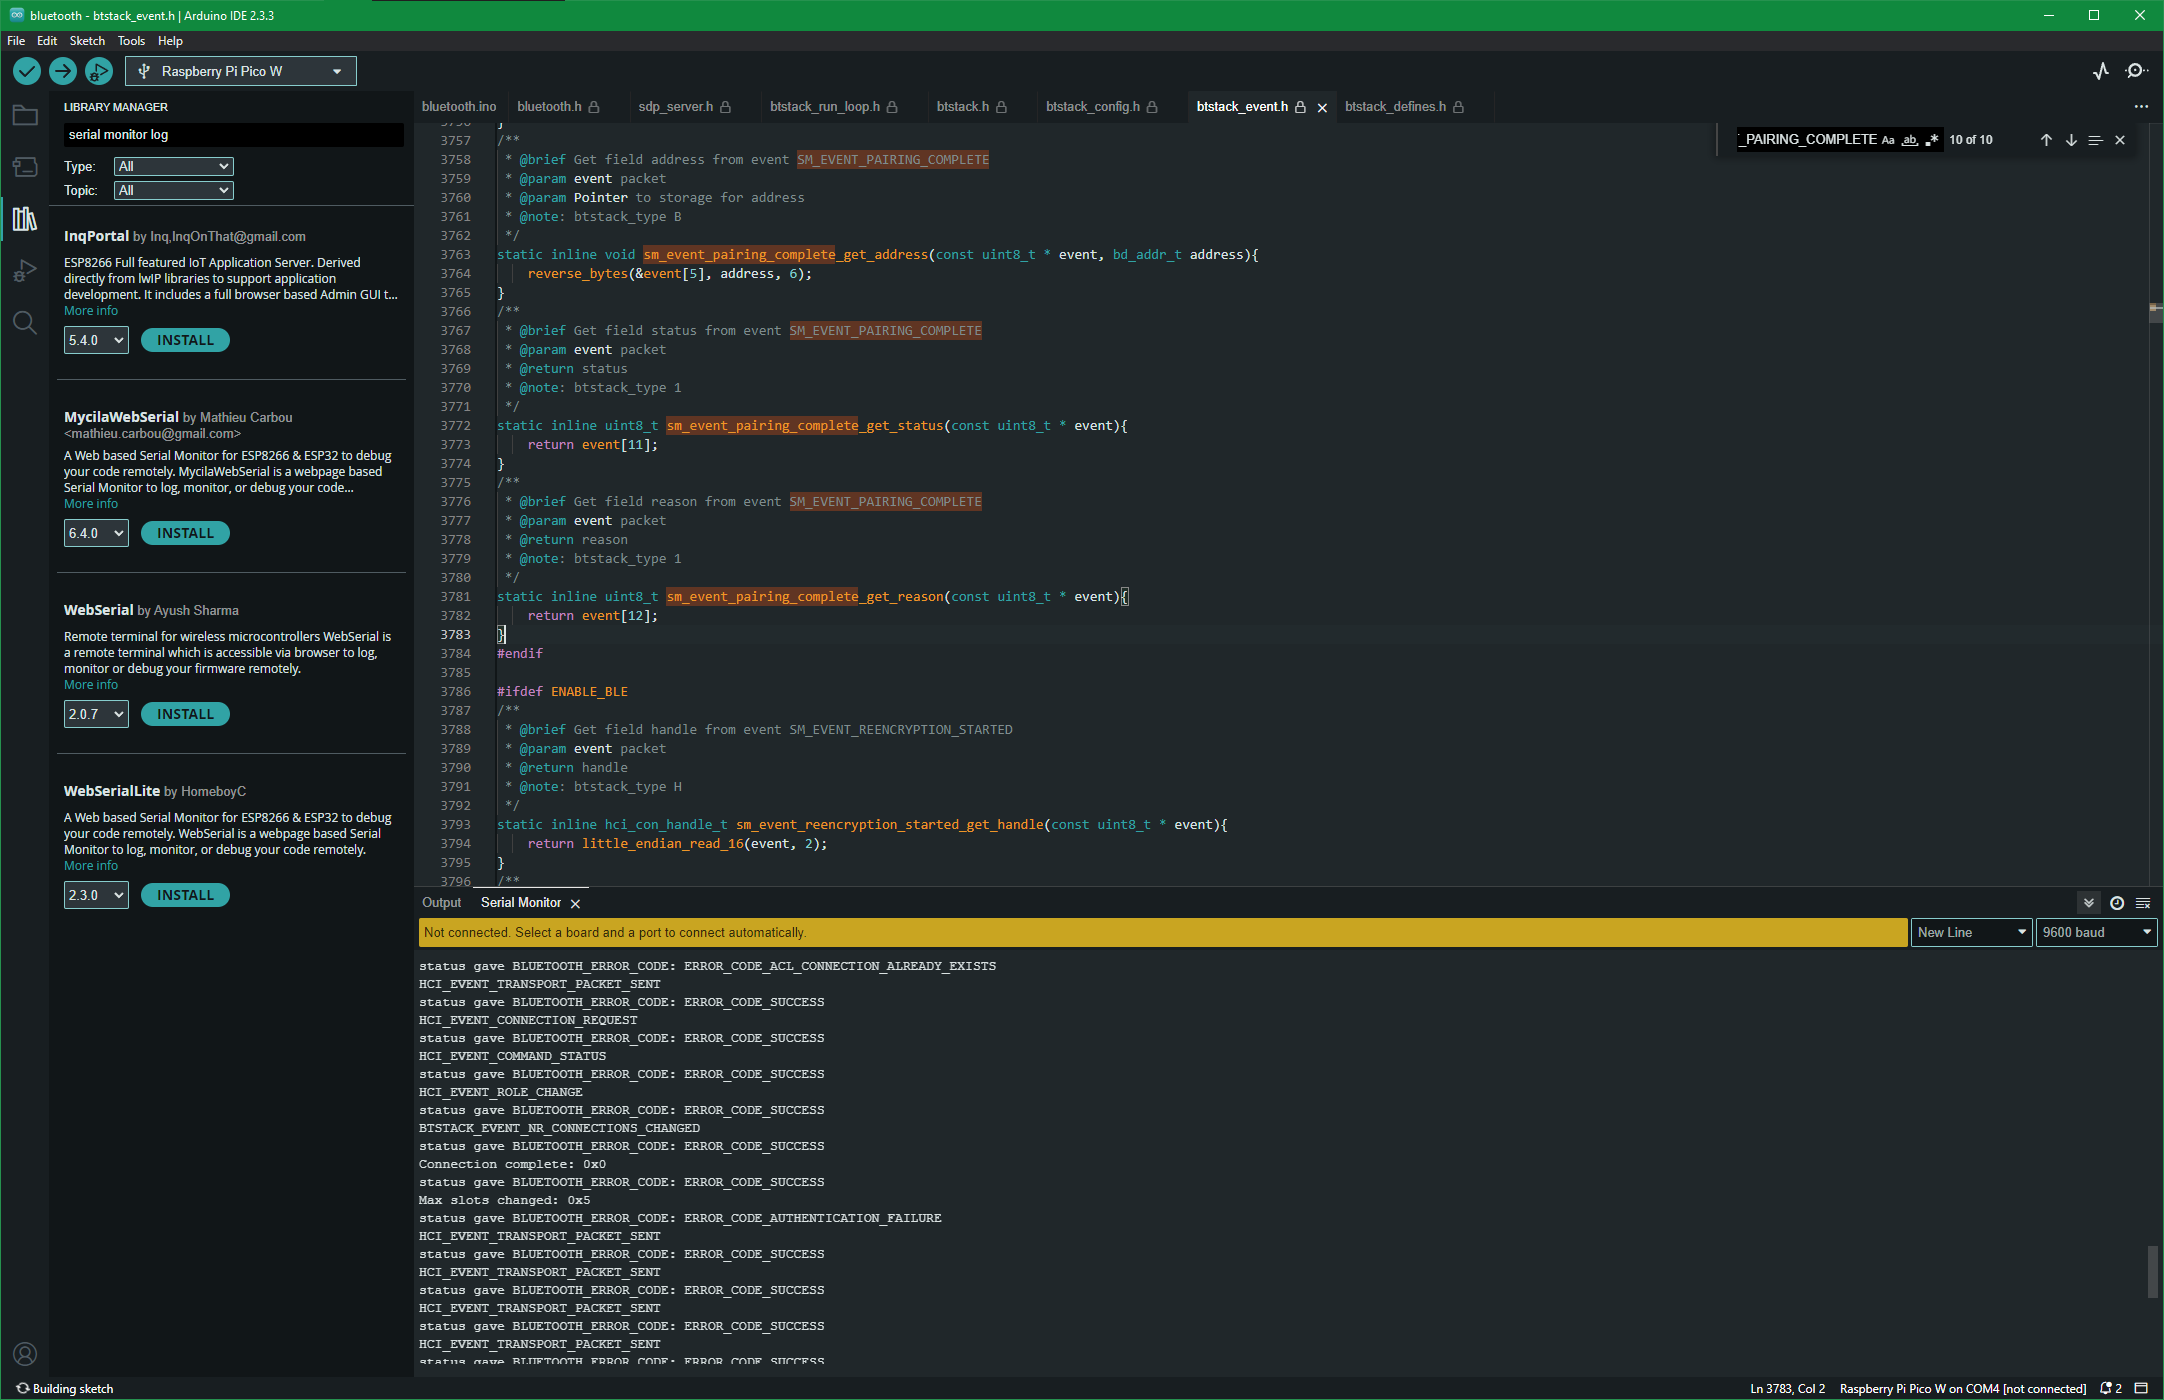 bluetooth - btstack_event.h | Arduino IDE 2.3.3
File Edit Sketch Tools Help
Raspberry Pi Pico W
LIBRARY MANAGER
serial monitor log
Type: All
Topic: All
InqPortal by Inq,InqOnThat@gmail.com
ESP8266 Full featured IoT Application Server. Derived
directly from lwIP libraries to support application
development. It includes a full browser based Admin GUI t...
More info
5.4.0 INSTALL
MycilaWebSerial by Mathieu Carbou
<mathieu.carbou@gmail.com>
A Web based Serial Monitor for ESP8266 & ESP32 to debug
your code remotely. MycilaWebSerial is a webpage based
Serial Monitor to log, monitor, or debug your code...
More info
6.4.0 INSTALL
WebSerial by Ayush Sharma
Remote terminal for wireless microcontrollers WebSerial is
a remote terminal which is accessible via browser to log,
monitor or debug your firmware remotely.
More info
2.0.7 INSTALL
WebSerialLite by HomeboyC
A Web based Serial Monitor for ESP8266 & ESP32 to debug
your code remotely. WebSerial is a webpage based Serial
Monitor to log, monitor, or debug your code remotely.
More info
2.3.0 INSTALL
bluetooth.ino bluetooth.h sdp_server.h btstack_run_loop.h btstack.h btstack_config.h btstack_event.h btstack_defines.h
_PAIRING_COMPLETE Aa ab 10 of 10
3756 }
3757 /**
3758 * @brief Get field address from event SM_EVENT_PAIRING_COMPLETE
3759 * @param event packet
3760 * @param Pointer to storage for address
3761 * @note: btstack_type B
3762 */
3763 static inline void sm_event_pairing_complete_get_address(const uint8_t * event, bd_addr_t address){
3764 reverse_bytes(&event[5], address, 6);
3765 }
3766 /**
3767 * @brief Get field status from event SM_EVENT_PAIRING_COMPLETE
3768 * @param event packet
3769 * @return status
3770 * @note: btstack_type 1
3771 */
3772 static inline uint8_t sm_event_pairing_complete_get_status(const uint8_t * event){
3773 return event[11];
3774 }
3775 /**
3776 * @brief Get field reason from event SM_EVENT_PAIRING_COMPLETE
3777 * @param event packet
3778 * @return reason
3779 * @note: btstack_type 1
3780 */
3781 static inline uint8_t sm_event_pairing_complete_get_reason(const uint8_t * event){
3782 return event[12];
3783 }
3784 #endif
3785
3786 #ifdef ENABLE_BLE
3787 /**
3788 * @brief Get field handle from event SM_EVENT_REENCRYPTION_STARTED
3789 * @param event packet
3790 * @return handle
3791 * @note: btstack_type H
3792 */
3793 static inline hci_con_handle_t sm_event_reencryption_started_get_handle(const uint8_t * event){
3794 return little_endian_read_16(event, 2);
3795 }
3796 /**
Output Serial Monitor
Not connected. Select a board and a port to connect automatically.
New Line 9600 baud
status gave BLUETOOTH_ERROR_CODE: ERROR_CODE_ACL_CONNECTION_ALREADY_EXISTS
HCI_EVENT_TRANSPORT_PACKET_SENT
status gave BLUETOOTH_ERROR_CODE: ERROR_CODE_SUCCESS
HCI_EVENT_CONNECTION_REQUEST
status gave BLUETOOTH_ERROR_CODE: ERROR_CODE_SUCCESS
HCI_EVENT_COMMAND_STATUS
status gave BLUETOOTH_ERROR_CODE: ERROR_CODE_SUCCESS
HCI_EVENT_ROLE_CHANGE
status gave BLUETOOTH_ERROR_CODE: ERROR_CODE_SUCCESS
BTSTACK_EVENT_NR_CONNECTIONS_CHANGED
status gave BLUETOOTH_ERROR_CODE: ERROR_CODE_SUCCESS
Connection complete: 0x0
status gave BLUETOOTH_ERROR_CODE: ERROR_CODE_SUCCESS
Max slots changed: 0x5
status gave BLUETOOTH_ERROR_CODE: ERROR_CODE_AUTHENTICATION_FAILURE
HCI_EVENT_TRANSPORT_PACKET_SENT
status gave BLUETOOTH_ERROR_CODE: ERROR_CODE_SUCCESS
HCI_EVENT_TRANSPORT_PACKET_SENT
status gave BLUETOOTH_ERROR_CODE: ERROR_CODE_SUCCESS
HCI_EVENT_TRANSPORT_PACKET_SENT
status gave BLUETOOTH_ERROR_CODE: ERROR_CODE_SUCCESS
HCI_EVENT_TRANSPORT_PACKET_SENT
status gave BLUETOOTH_ERROR_CODE: ERROR_CODE_SUCCESS
Building sketch
Ln 3783, Col 2 Raspberry Pi Pico W on COM4 [not connected] 2